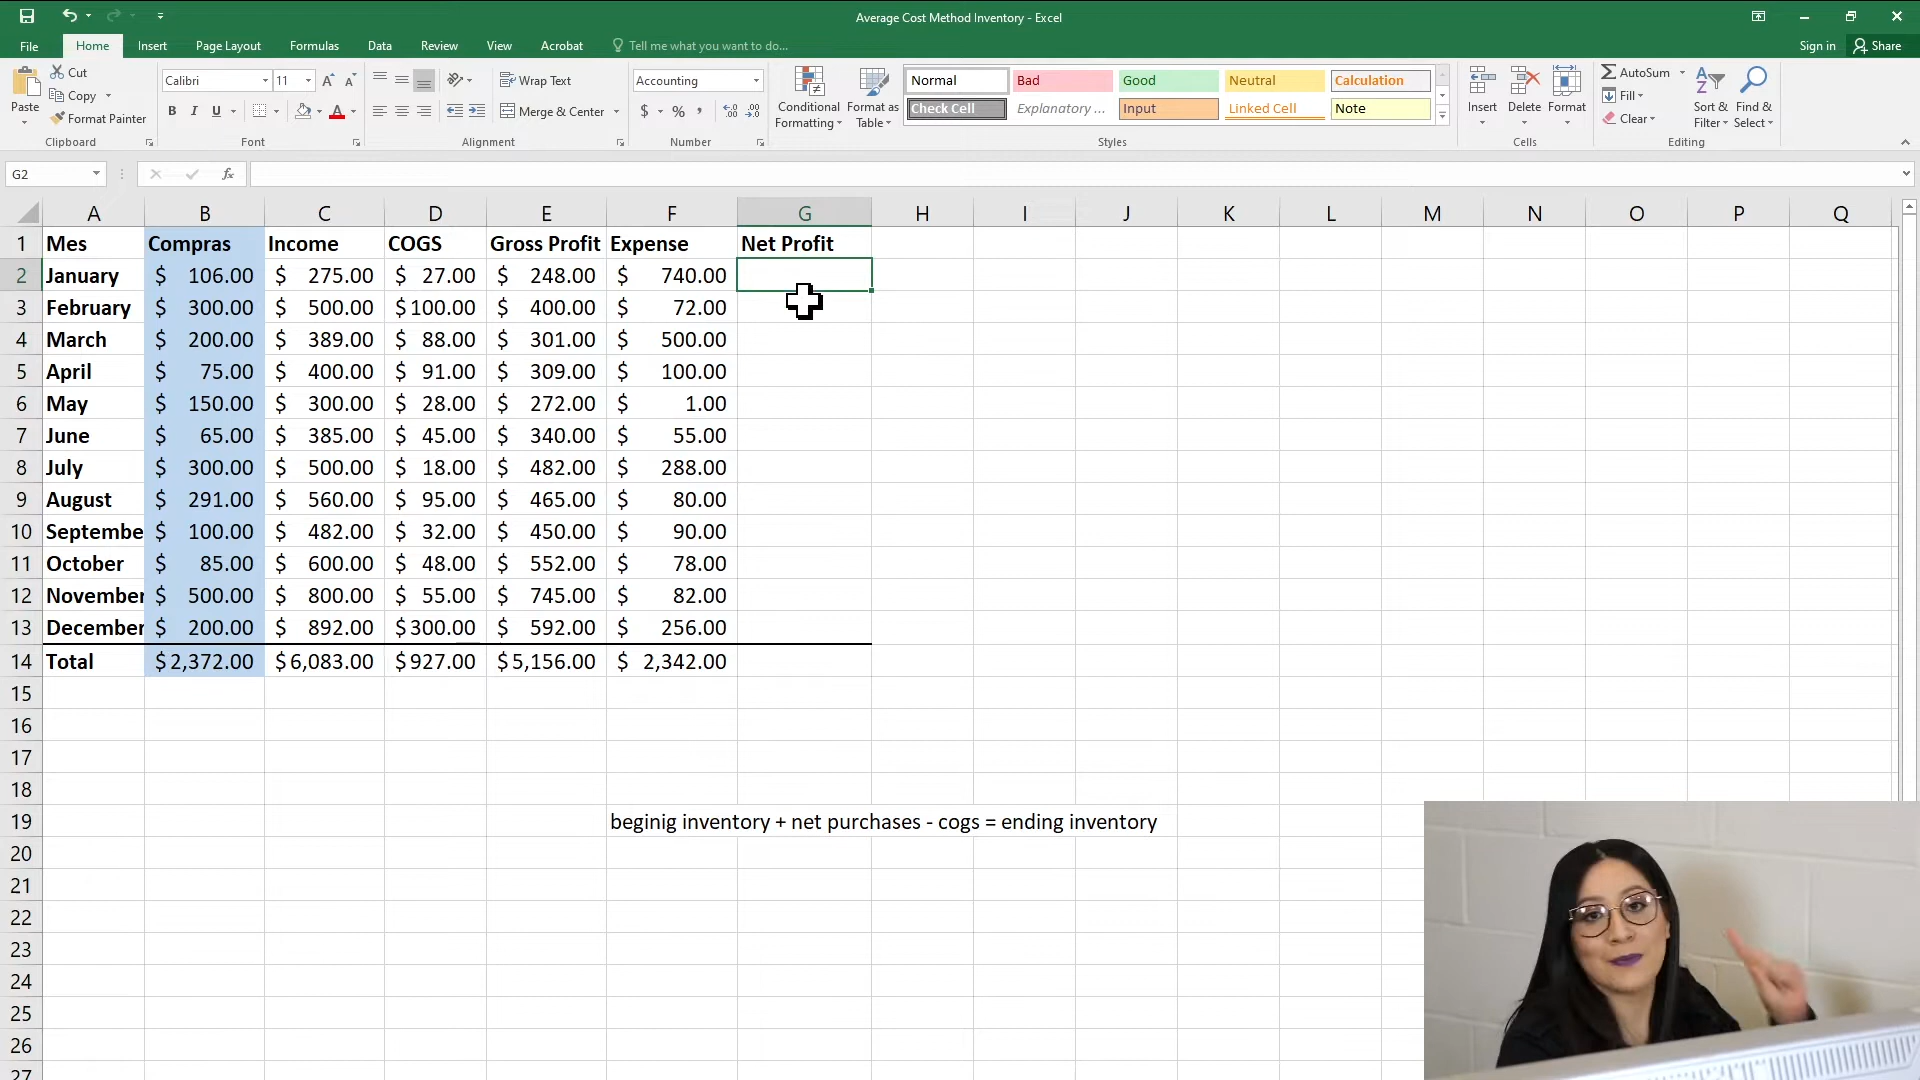 Average Cost Method Inventory - Excel
File Home Insert Page Layout Formulas Data Review View Acrobat Tell me what you want to do... Sign in Share
Paste
Cut
Copy
Format Painter
Clipboard
Calibri 11
B I U
Font
Wrap Text
Merge & Center
Alignment
Accounting
$ % ,
Number
Conditional Formatting
Format as Table
Normal Bad Good Neutral Calculation
Check Cell Explanatory ... Input Linked Cell Note
Styles
Insert Delete Format
Cells
AutoSum
Fill
Clear
Sort & Filter
Find & Select
Editing
G2 fx
A B C D E F G H I J K L M N O P Q
1 Mes Compras Income COGS Gross Profit Expense Net Profit
2 January $ 106.00 $ 275.00 $ 27.00 $ 248.00 $ 740.00
3 February $ 300.00 $ 500.00 $100.00 $ 400.00 $ 72.00
4 March $ 200.00 $ 389.00 $ 88.00 $ 301.00 $ 500.00
5 April $ 75.00 $ 400.00 $ 91.00 $ 309.00 $ 100.00
6 May $ 150.00 $ 300.00 $ 28.00 $ 272.00 $ 1.00
7 June $ 65.00 $ 385.00 $ 45.00 $ 340.00 $ 55.00
8 July $ 300.00 $ 500.00 $ 18.00 $ 482.00 $ 288.00
9 August $ 291.00 $ 560.00 $ 95.00 $ 465.00 $ 80.00
10 Septembe $ 100.00 $ 482.00 $ 32.00 $ 450.00 $ 90.00
11 October $ 85.00 $ 600.00 $ 48.00 $ 552.00 $ 78.00
12 November $ 500.00 $ 800.00 $ 55.00 $ 745.00 $ 82.00
13 December $ 200.00 $ 892.00 $300.00 $ 592.00 $ 256.00
14 Total $2,372.00 $6,083.00 $927.00 $5,156.00 $ 2,342.00
15
16
17
18
19 beginig inventory + net purchases - cogs = ending inventory
20
21
22
23
24
25
26
27